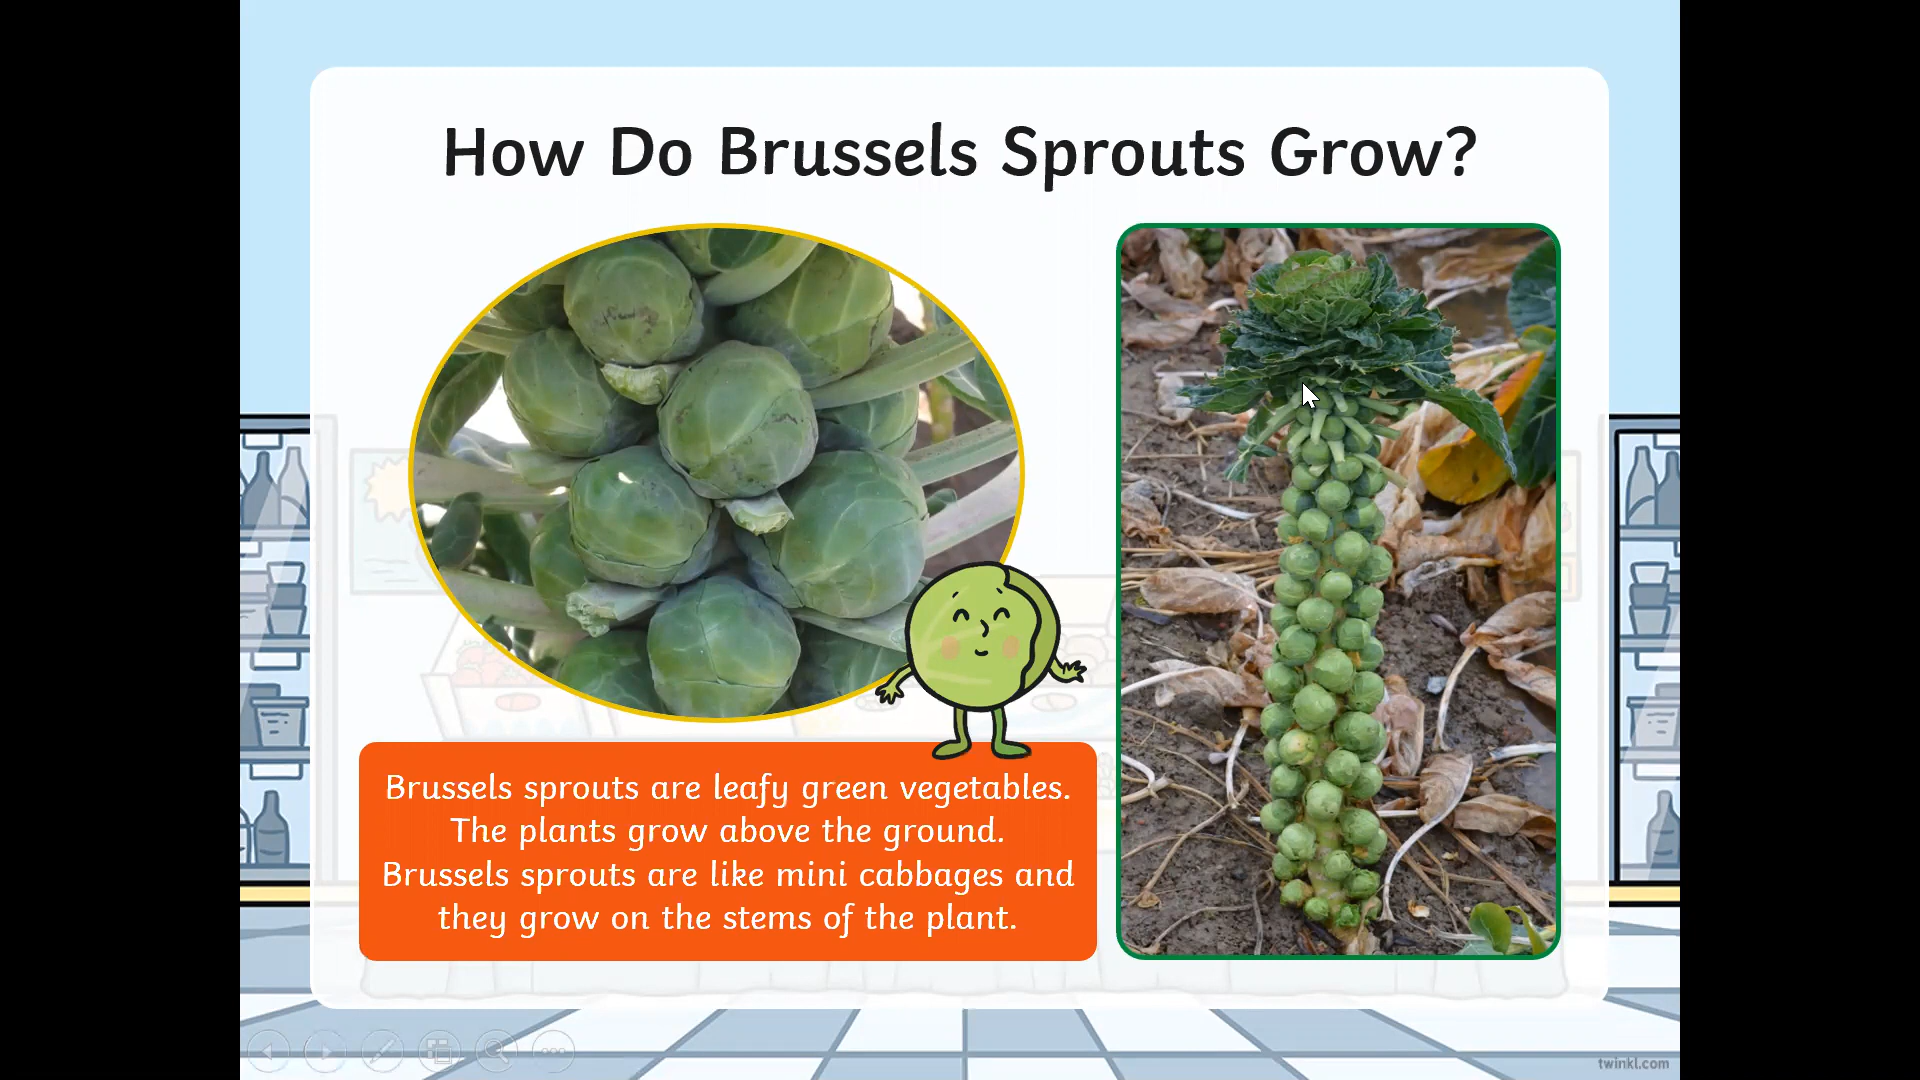 How Do Brussels Sprouts Grow?
Brussels sprouts are leafy green vegetables.
The plants grow above the ground.
Brussels sprouts are like mini cabbages and
they grow on the stems of the plant.
twinkl.com